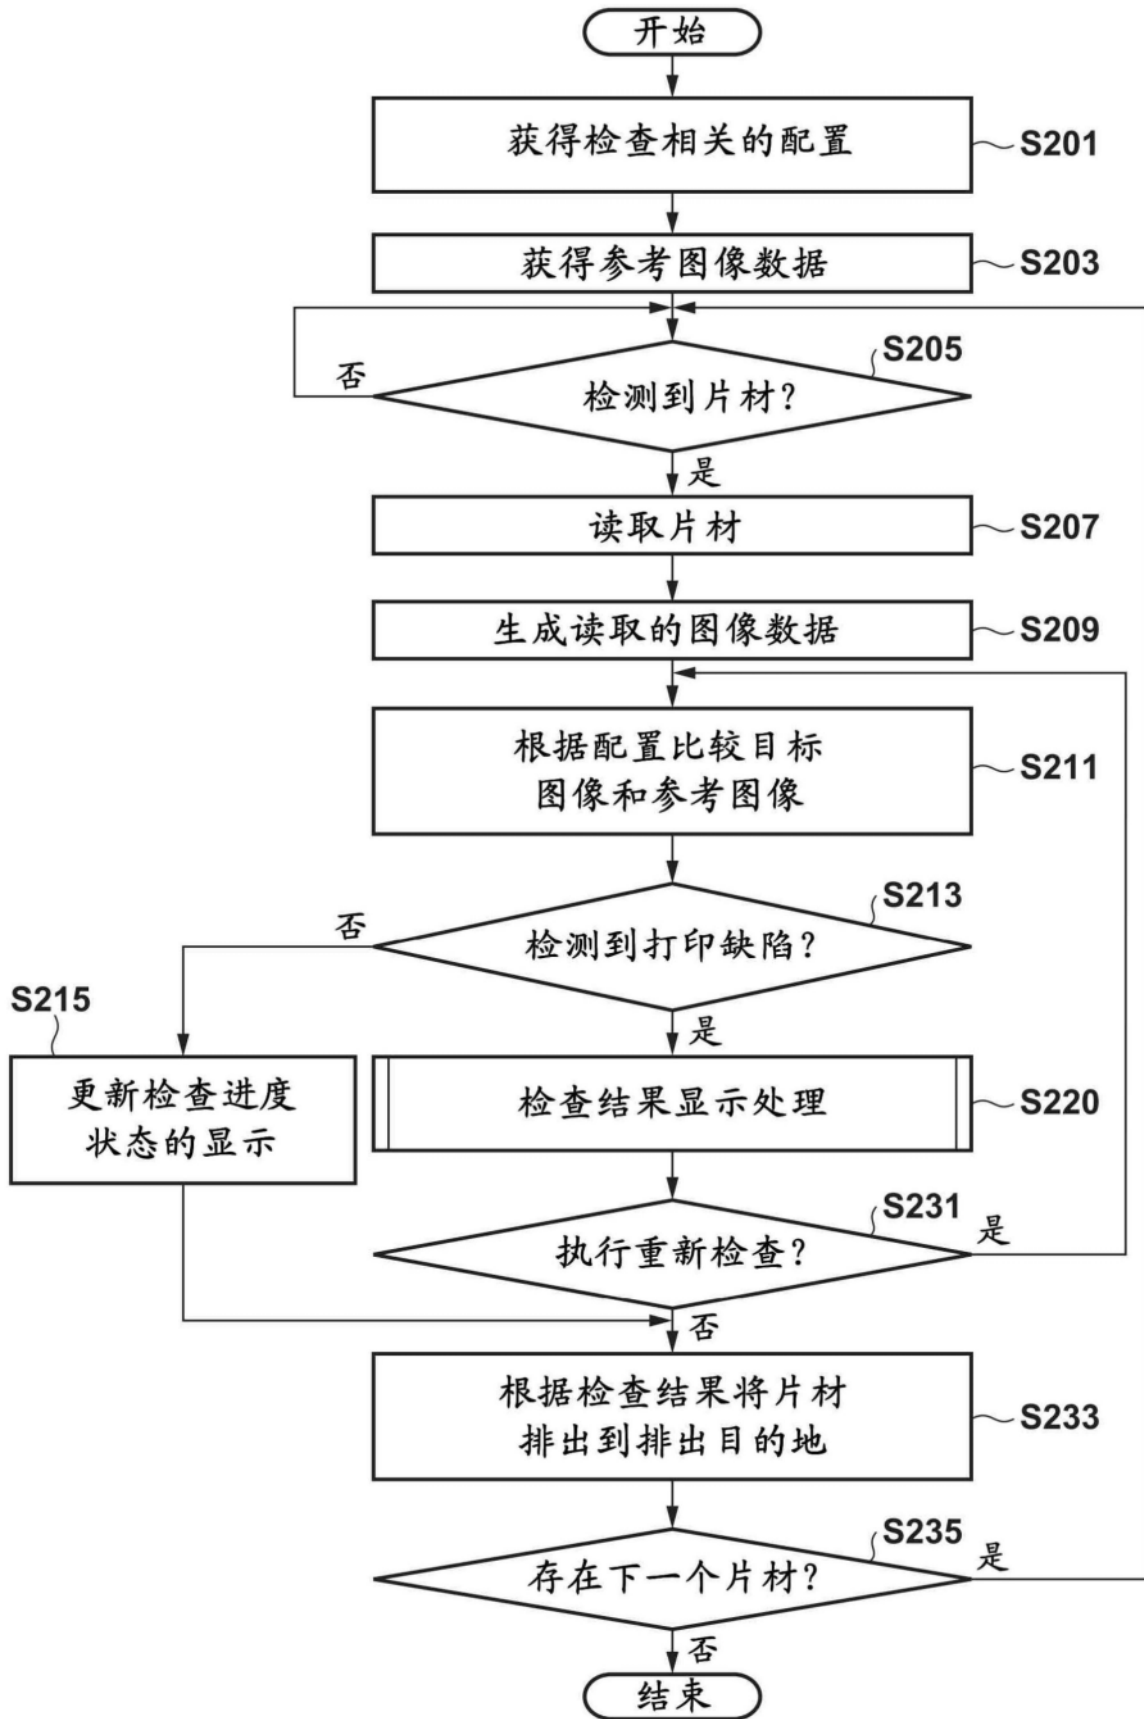 开始
获得检查相关的配置
S201
获得参考图像数据
S203
S205
否
检测到片材？
是
读取片材
S207
生成读取的图像数据
S209
根据配置比较目标
图像和参考图像
S211
S213
否
检测到打印缺陷？
S215
是
更新检查进度
状态的显示
检查结果显示处理
S220
S231
是
执行重新检查？
否
根据检查结果将片材
排出到排出目的地
S233
S235
是
存在下一个片材？
否
结束